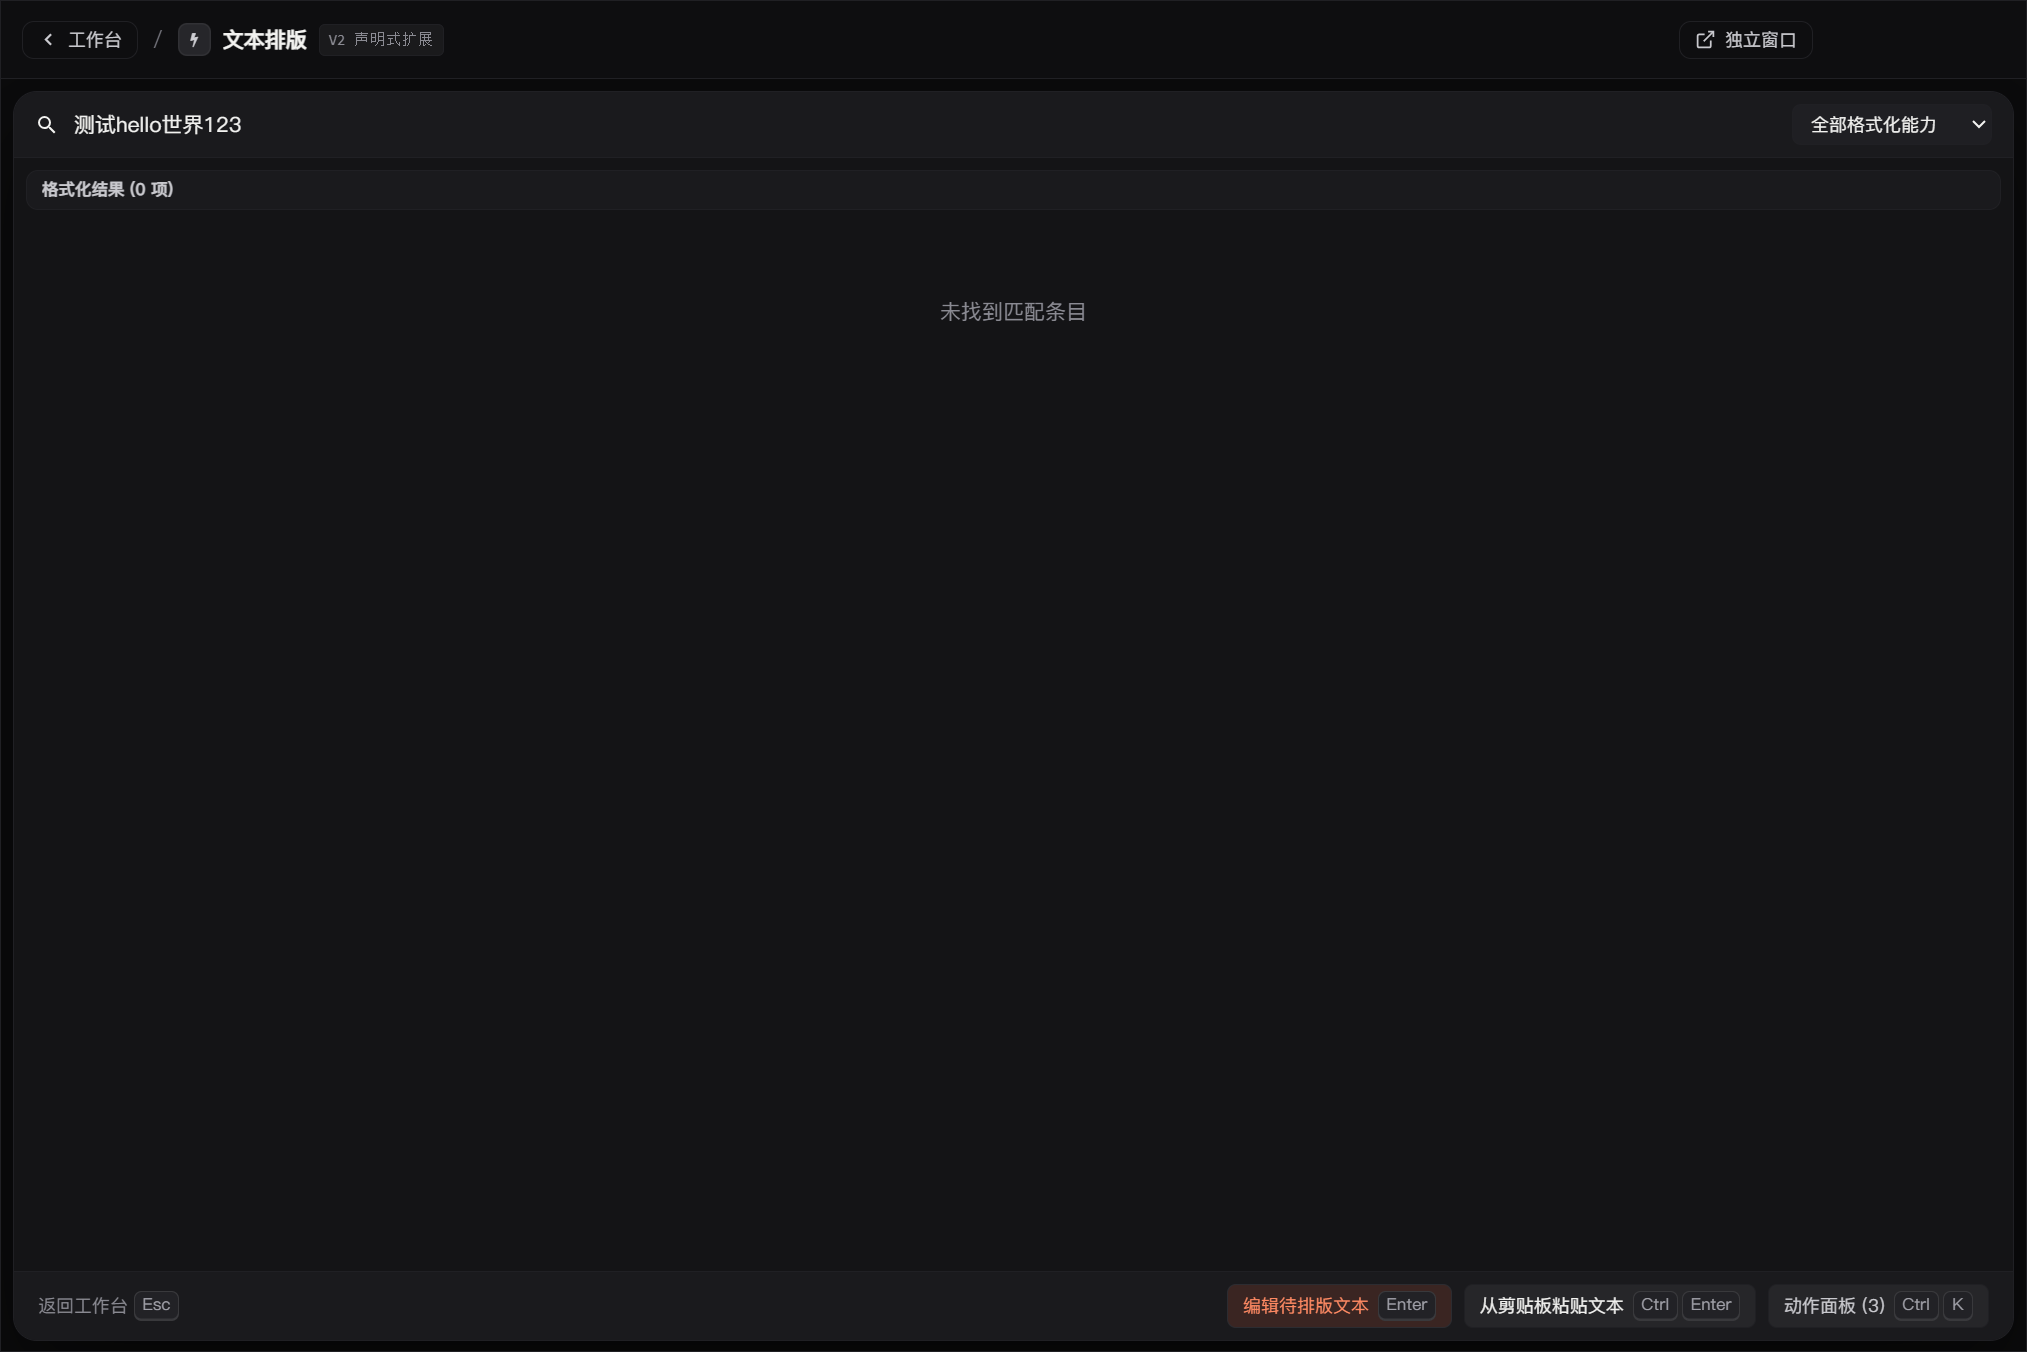 工作台 / 文本排版 V2 声明式扩展 独立窗口
测试hello世界123 全部格式化能力
格式化结果 (0 项)
未找到匹配条目
返回工作台 Esc 编辑待排版文本 Enter 从剪贴板粘贴文本 Ctrl Enter 动作面板 (3) Ctrl K